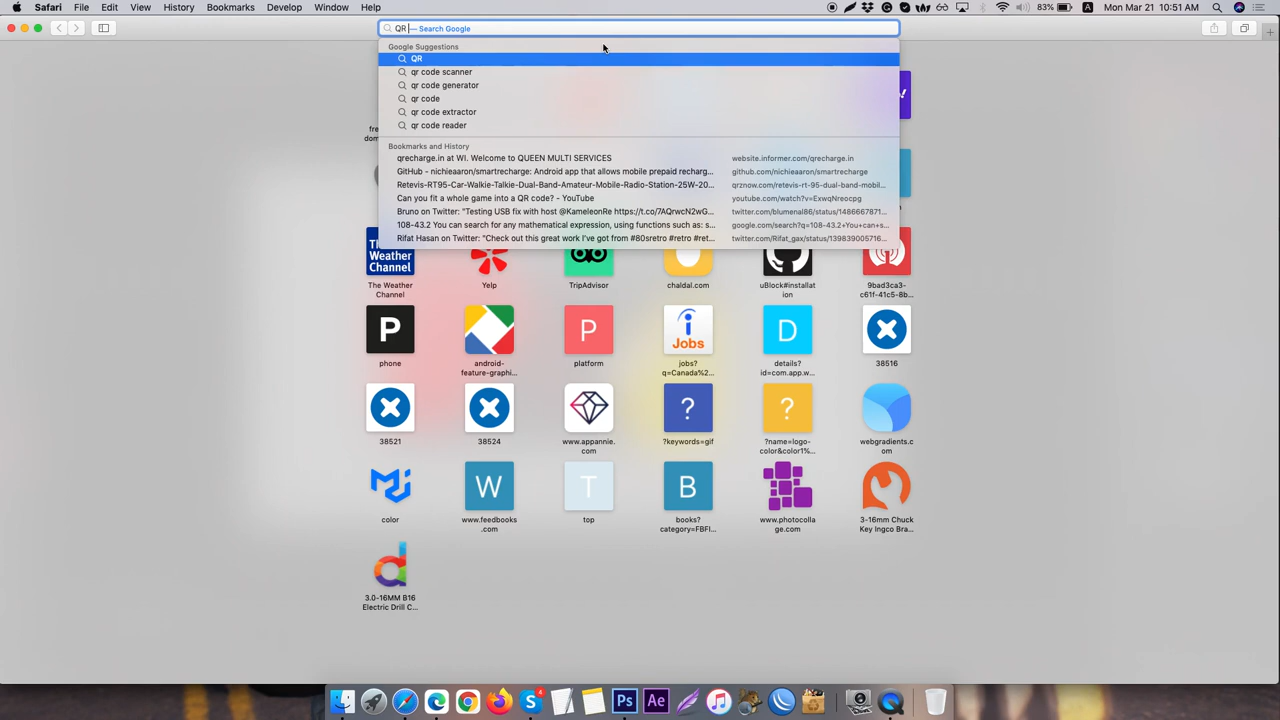 Safari File Edit View History Bookmarks Develop Window Help 83% Mon Mar 21 10:51 AM
QR — Search Google
Google Suggestions
QR
qr code scanner
qr code generator
qr code
qr code extractor
qr code reader
Bookmarks and History
qrecharge.in at WI. Welcome to QUEEN MULTI SERVICES website.informer.com/qrecharge.in
GitHub - nichieaaron/smartrecharge: Android app that allows mobile prepaid recharg... github.com/nichieaaron/smartrecharge
Retevis-RT95-Car-Walkie-Talkie-Dual-Band-Amateur-Mobile-Radio-Station-25W-20... qrznow.com/retevis-rt-95-dual-band-mobil...
Can you fit a whole game into a QR code? - YouTube youtube.com/watch?v=ExwqNreocpg
Bruno on Twitter: "Testing USB fix with host @KameleonRe https://t.co/7AQrwcN2wG... twitter.com/blumenal86/status/1486667871...
108-43.2 You can search for any mathematical expression, using functions such as: s... google.com/search?q=108-43.2+You+can+s...
Rifat Hasan on Twitter: "Check out this great work I've got from #80sretro #retro #ret... twitter.com/Rifat_gax/status/139839005716...
fre
dom
The Weather Channel
The Weather
Channel
Yelp
TripAdvisor
chaldal.com
uBlock#installat
ion
9bad3ca3-
c61f-41c5-8b...
P
P
i
Jobs
D
phone
android-
feature-graphi...
platform
jobs?
q=Canada%2...
details?
id=com.app.w...
38516
?
?
38521
38524
www.appannie.
com
?keywords=gif
?name=logo-
color&color1%...
webgradients.c
om
W
T
B
color
www.feedbooks
.com
top
books?
category=FBFI...
www.photocolla
ge.com
3-16mm Chuck
Key Ingco Bra...
d
3.0-16MM B16
Electric Drill C...
4
Ps
Ae